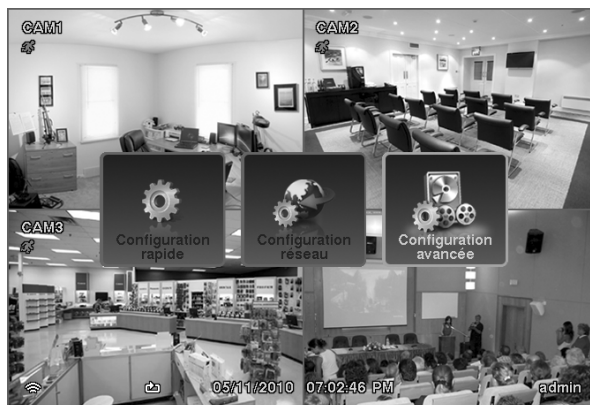 CAM1
CAM2
Configuration
rapide
Configuration
réseau
Configuration
avancée
CAM3
05/11/2010 07:02:46 PM
admin